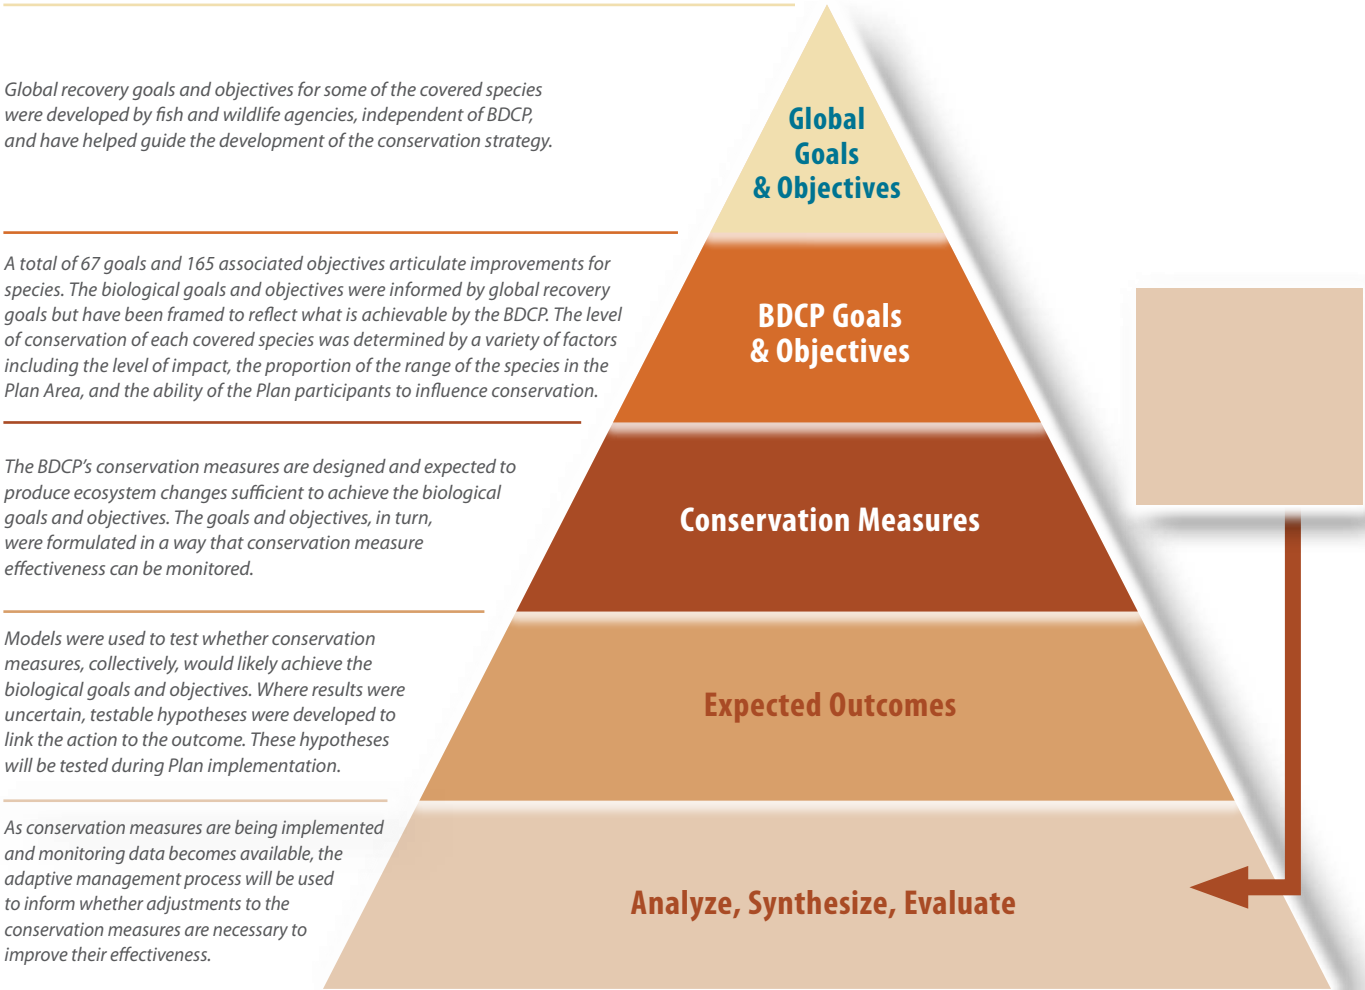 Global recovery goals and objectives for some of the covered species
were developed by fish and wildlife agencies, independent of BDCP,
and have helped guide the development of the conservation strategy.
Global
Goals
& Objectives
A total of 67 goals and 165 associated objectives articulate improvements for
species. The biological goals and objectives were informed by global recovery
goals but have been framed to reflect what is achievable by the BDCP. The level
of conservation of each covered species was determined by a variety of factors
including the level of impact, the proportion of the range of the species in the
Plan Area, and the ability of the Plan participants to influence conservation.
BDCP Goals
& Objectives
The BDCP's conservation measures are designed and expected to
produce ecosystem changes sufficient to achieve the biological
goals and objectives. The goals and objectives, in turn,
were formulated in a way that conservation measure
effectiveness can be monitored.
Conservation Measures
Models were used to test whether conservation
measures, collectively, would likely achieve the
biological goals and objectives. Where results were
uncertain, testable hypotheses were developed to
link the action to the outcome. These hypotheses
will be tested during Plan implementation.
Expected Outcomes
As conservation measures are being implemented
and monitoring data becomes available, the
adaptive management process will be used
to inform whether adjustments to the
conservation measures are necessary to
improve their effectiveness.
Analyze, Synthesize, Evaluate